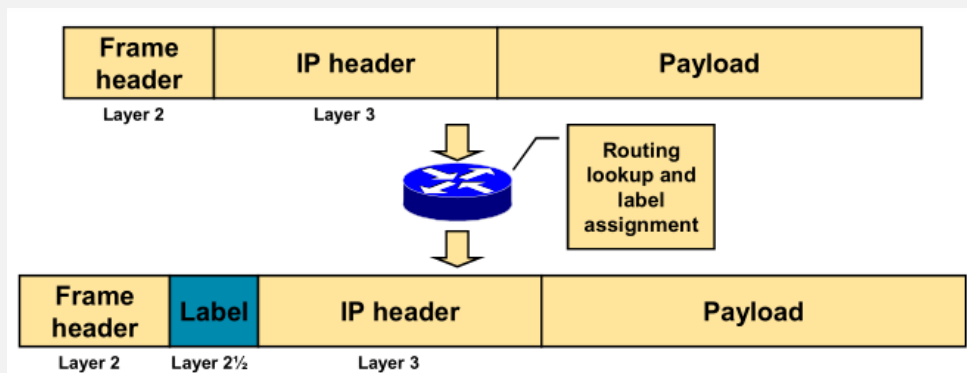 Frame
header
IP header
Payload
Layer 2
Layer 3
Routing
lookup and
label
assignment
Frame
header
Label
IP header
Payload
Layer 2
Layer 2½
Layer 3